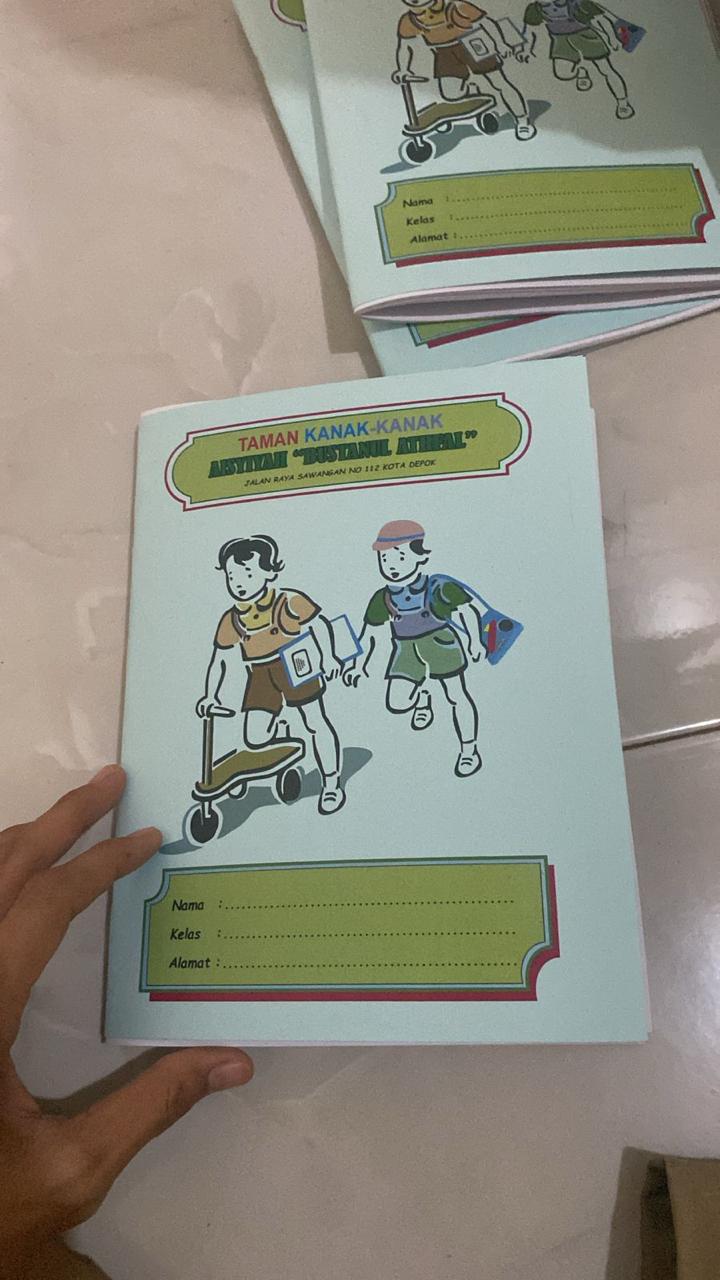 Nama :
Kelas :
Alamat :
TAMAN KANAK-KANAK
AISYIYAH "BUSTANUL ATHFAL"
JALAN RAYA SAWANGAN NO 112 KOTA DEPOK
Nama :
Kelas :
Alamat :